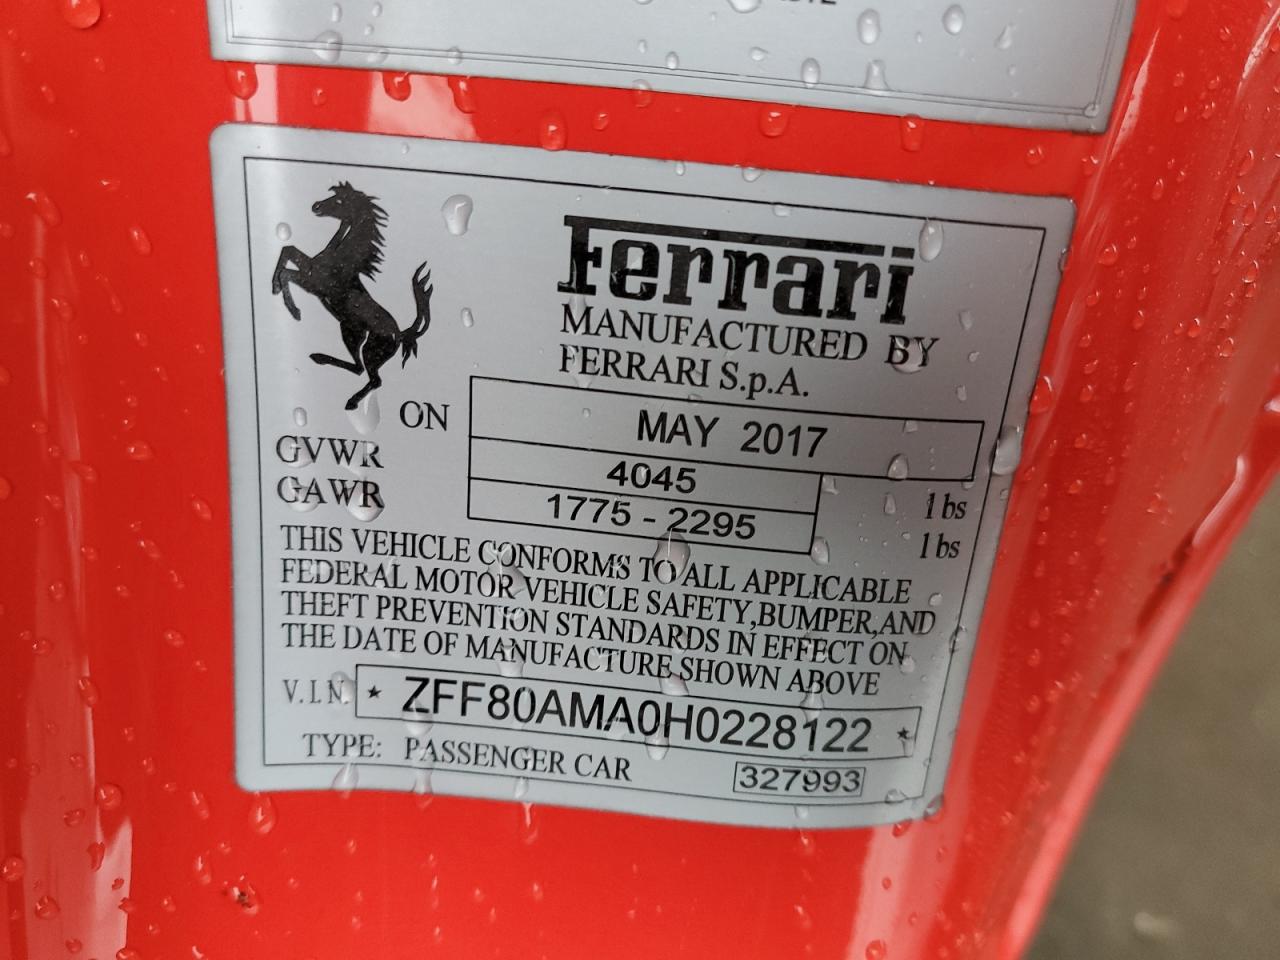 Ferrari
MANUFACTURED BY
FERRARI S.p.A.
ON MAY 2017
GVWR 4045 lbs
GAWR 1775 - 2295 lbs
THIS VEHICLE CONFORMS TO ALL APPLICABLE
FEDERAL MOTOR VEHICLE SAFETY,BUMPER,AND
THEFT PREVENTION STANDARDS IN EFFECT ON
THE DATE OF MANUFACTURE SHOWN ABOVE
V.I.N. * ZFF80AMA0H0228122 *
TYPE: PASSENGER CAR 327993